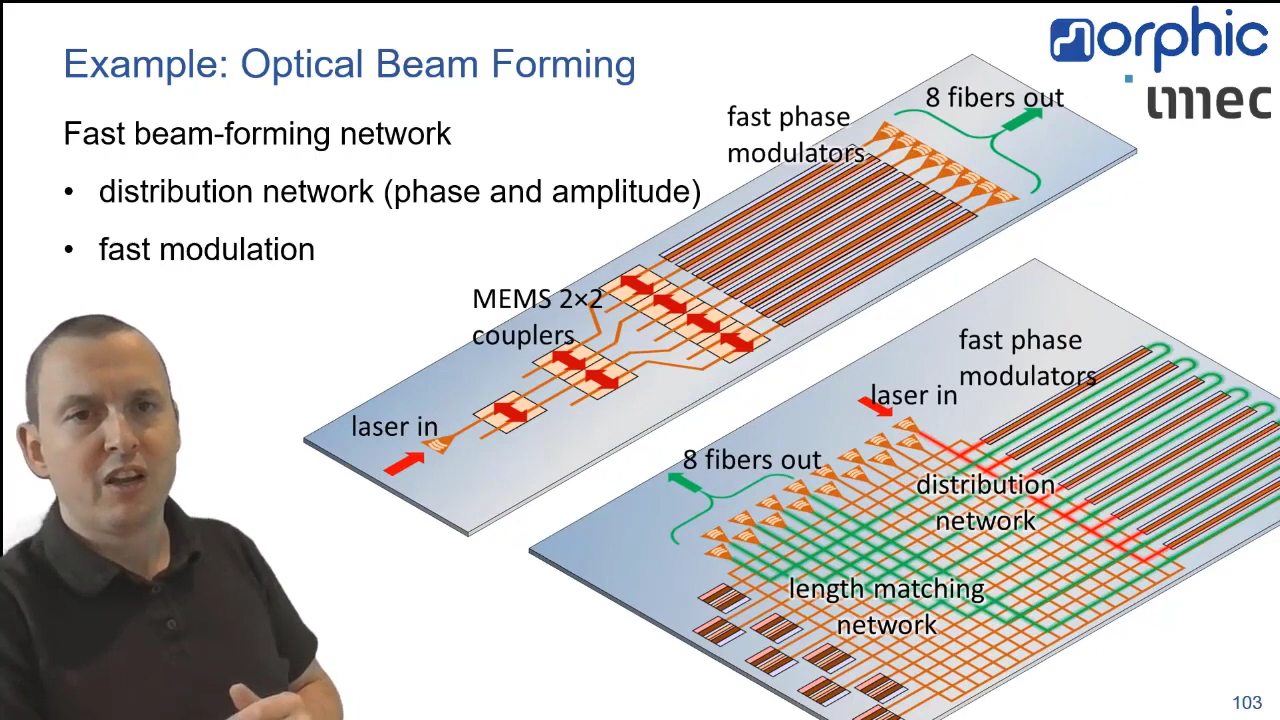 Example: Optical Beam Forming
morphic
imec
Fast beam-forming network
• distribution network (phase and amplitude)
• fast modulation
fast phase
modulators
8 fibers out
MEMS 2×2
couplers
laser in
fast phase
modulators
laser in
8 fibers out
distribution
network
length matching
network
103